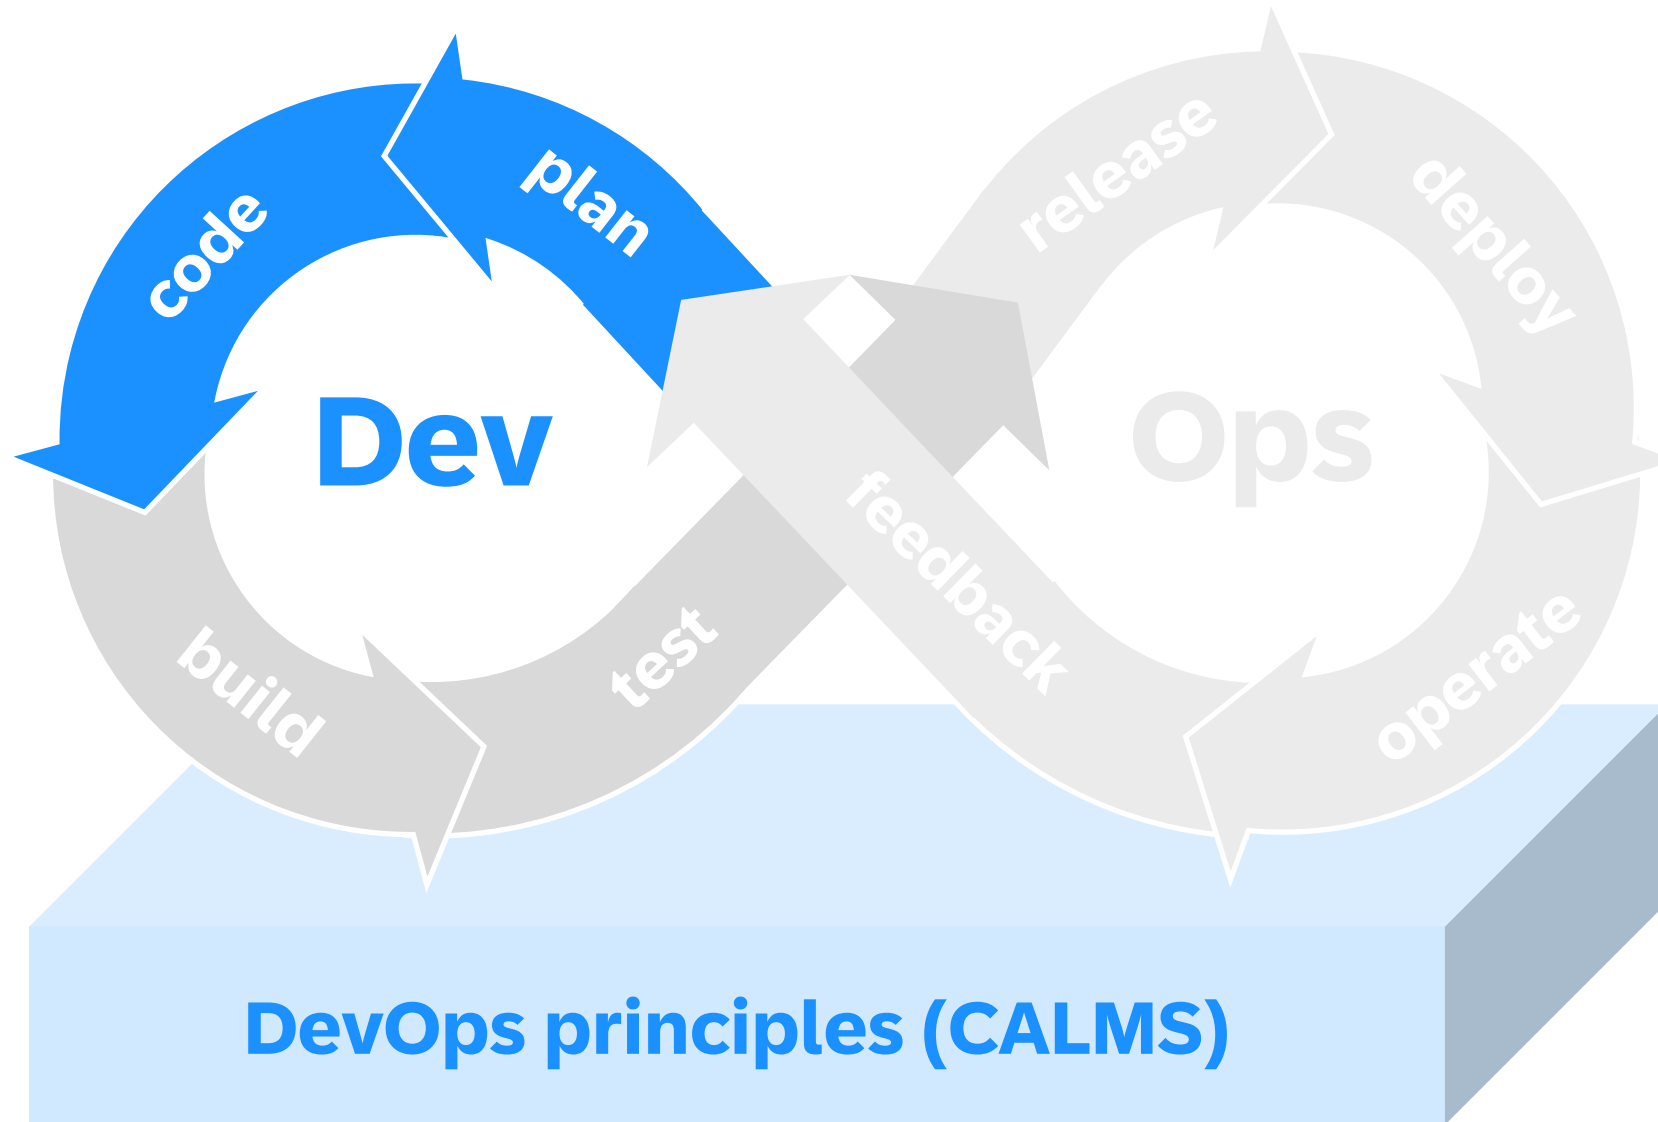 plan
code
build
test
release
deploy
operate
feedback
Dev
Ops
DevOps principles (CALMS)